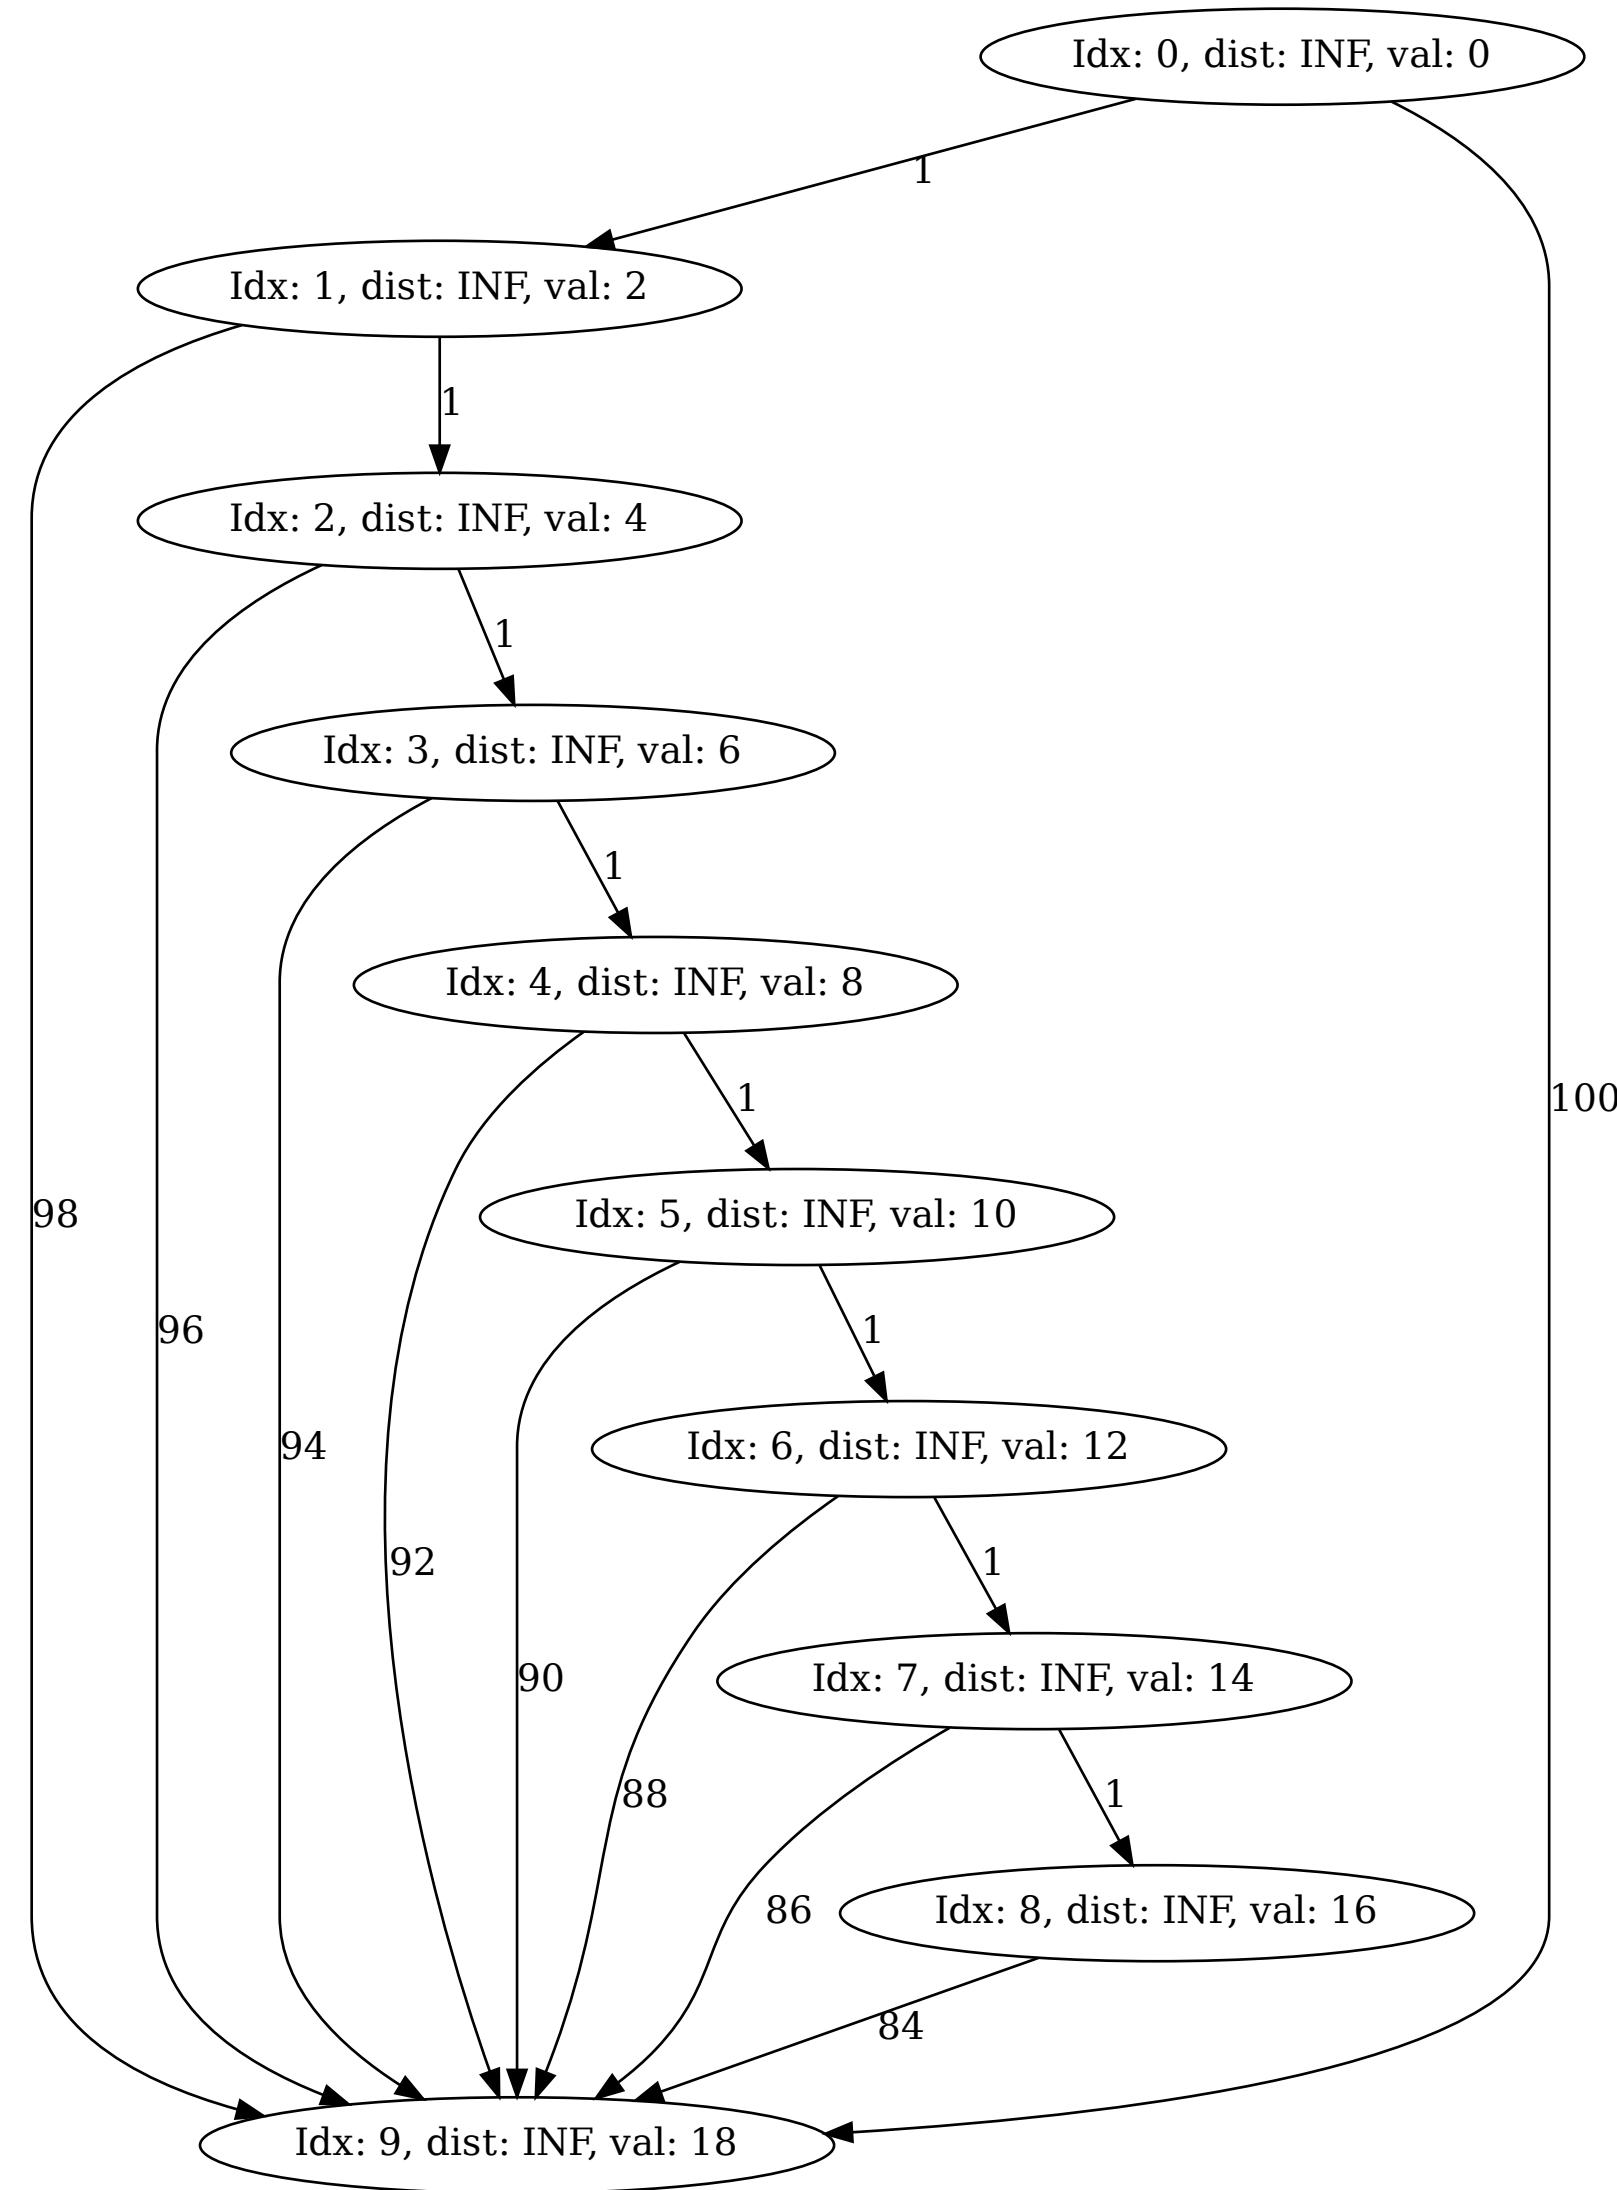 Idx: 0, dist: INF, val: 0
1
Idx: 1, dist: INF, val: 2
1
Idx: 2, dist: INF, val: 4
1
Idx: 3, dist: INF, val: 6
1
Idx: 4, dist: INF, val: 8
1
100
Idx: 5, dist: INF, val: 10
98
1
96
Idx: 6, dist: INF, val: 12
94
1
92
Idx: 7, dist: INF, val: 14
90
1
88
Idx: 8, dist: INF, val: 16
86
84
Idx: 9, dist: INF, val: 18